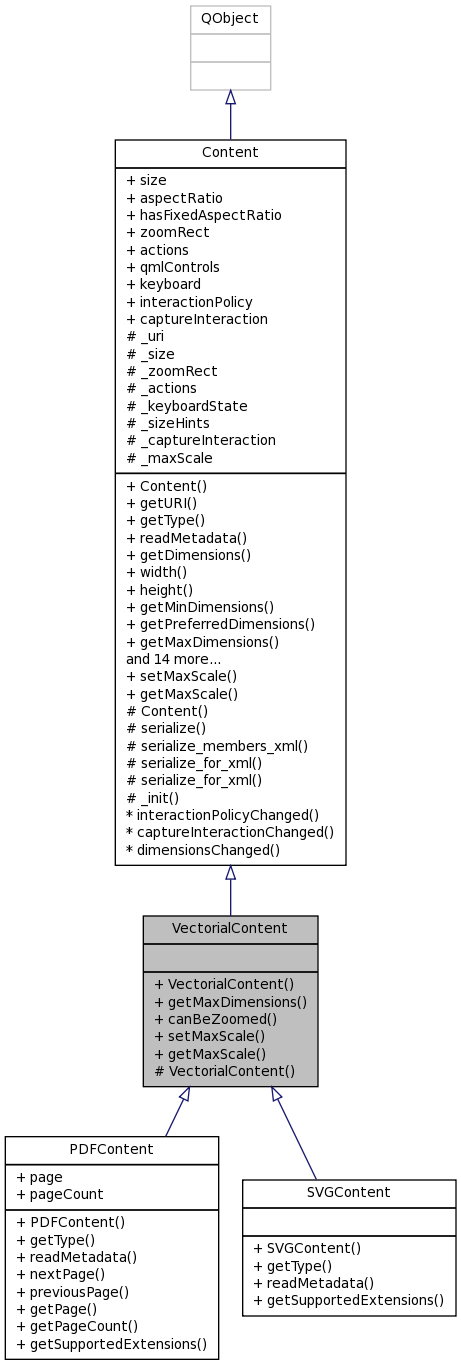 QObject
Content
+ size
+ aspectRatio
+ hasFixedAspectRatio
+ zoomRect
+ actions
+ qmlControls
+ keyboard
+ interactionPolicy
+ captureInteraction
# _uri
# _size
# _zoomRect
# _actions
# _keyboardState
# _sizeHints
# _captureInteraction
# _maxScale
+ Content()
+ getURI()
+ getType()
+ readMetadata()
+ getDimensions()
+ width()
+ height()
+ getMinDimensions()
+ getPreferredDimensions()
+ getMaxDimensions()
and 14 more...
+ setMaxScale()
+ getMaxScale()
# Content()
# serialize()
# serialize_members_xml()
# serialize_for_xml()
# serialize_for_xml()
# _init()
* interactionPolicyChanged()
* captureInteractionChanged()
* dimensionsChanged()
VectorialContent
+ VectorialContent()
+ getMaxDimensions()
+ canBeZoomed()
+ setMaxScale()
+ getMaxScale()
# VectorialContent()
PDFContent
+ page
+ pageCount
+ PDFContent()
+ getType()
+ readMetadata()
+ nextPage()
+ previousPage()
+ getPage()
+ getPageCount()
+ getSupportedExtensions()
SVGContent
+ SVGContent()
+ getType()
+ readMetadata()
+ getSupportedExtensions()